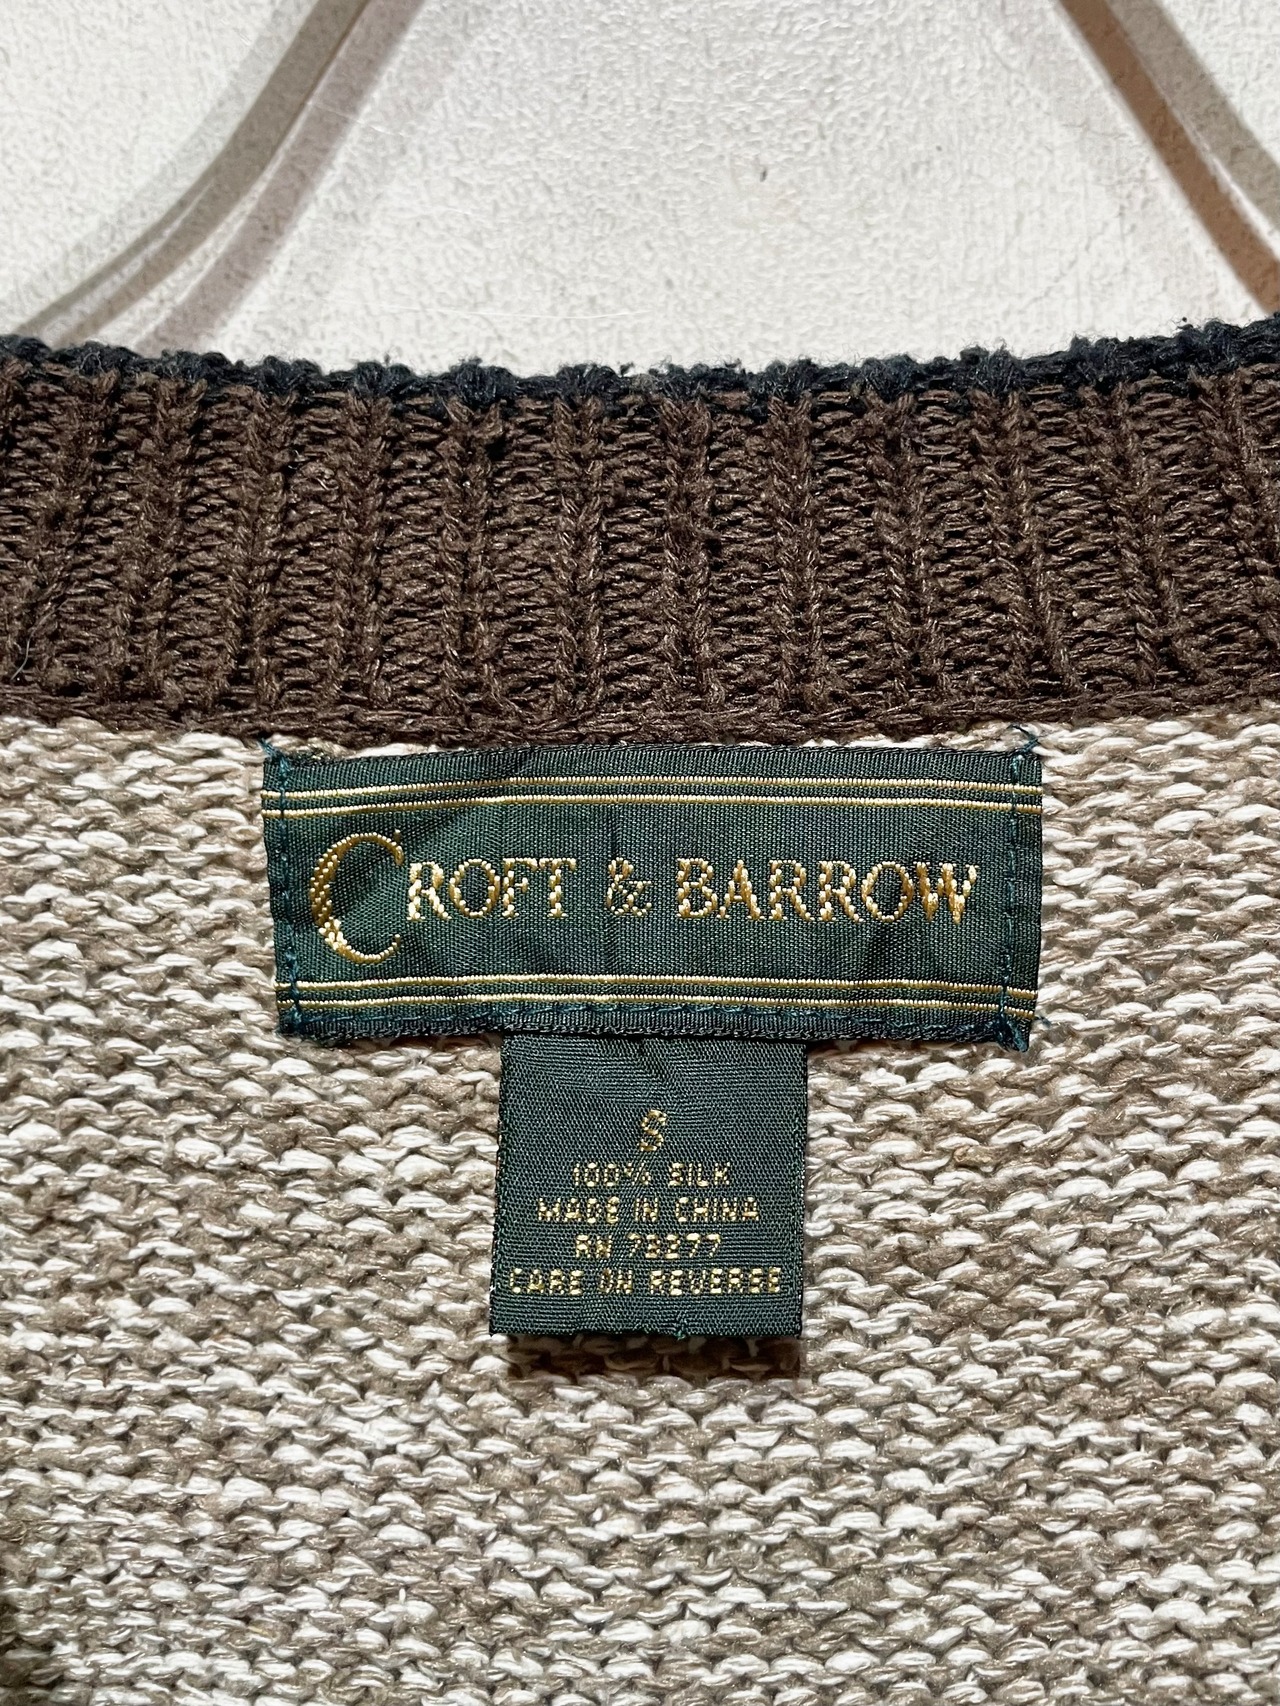 CROFT & BARROW
S
100% SILK
MADE IN CHINA
RN 73277
CARE ON REVERSE